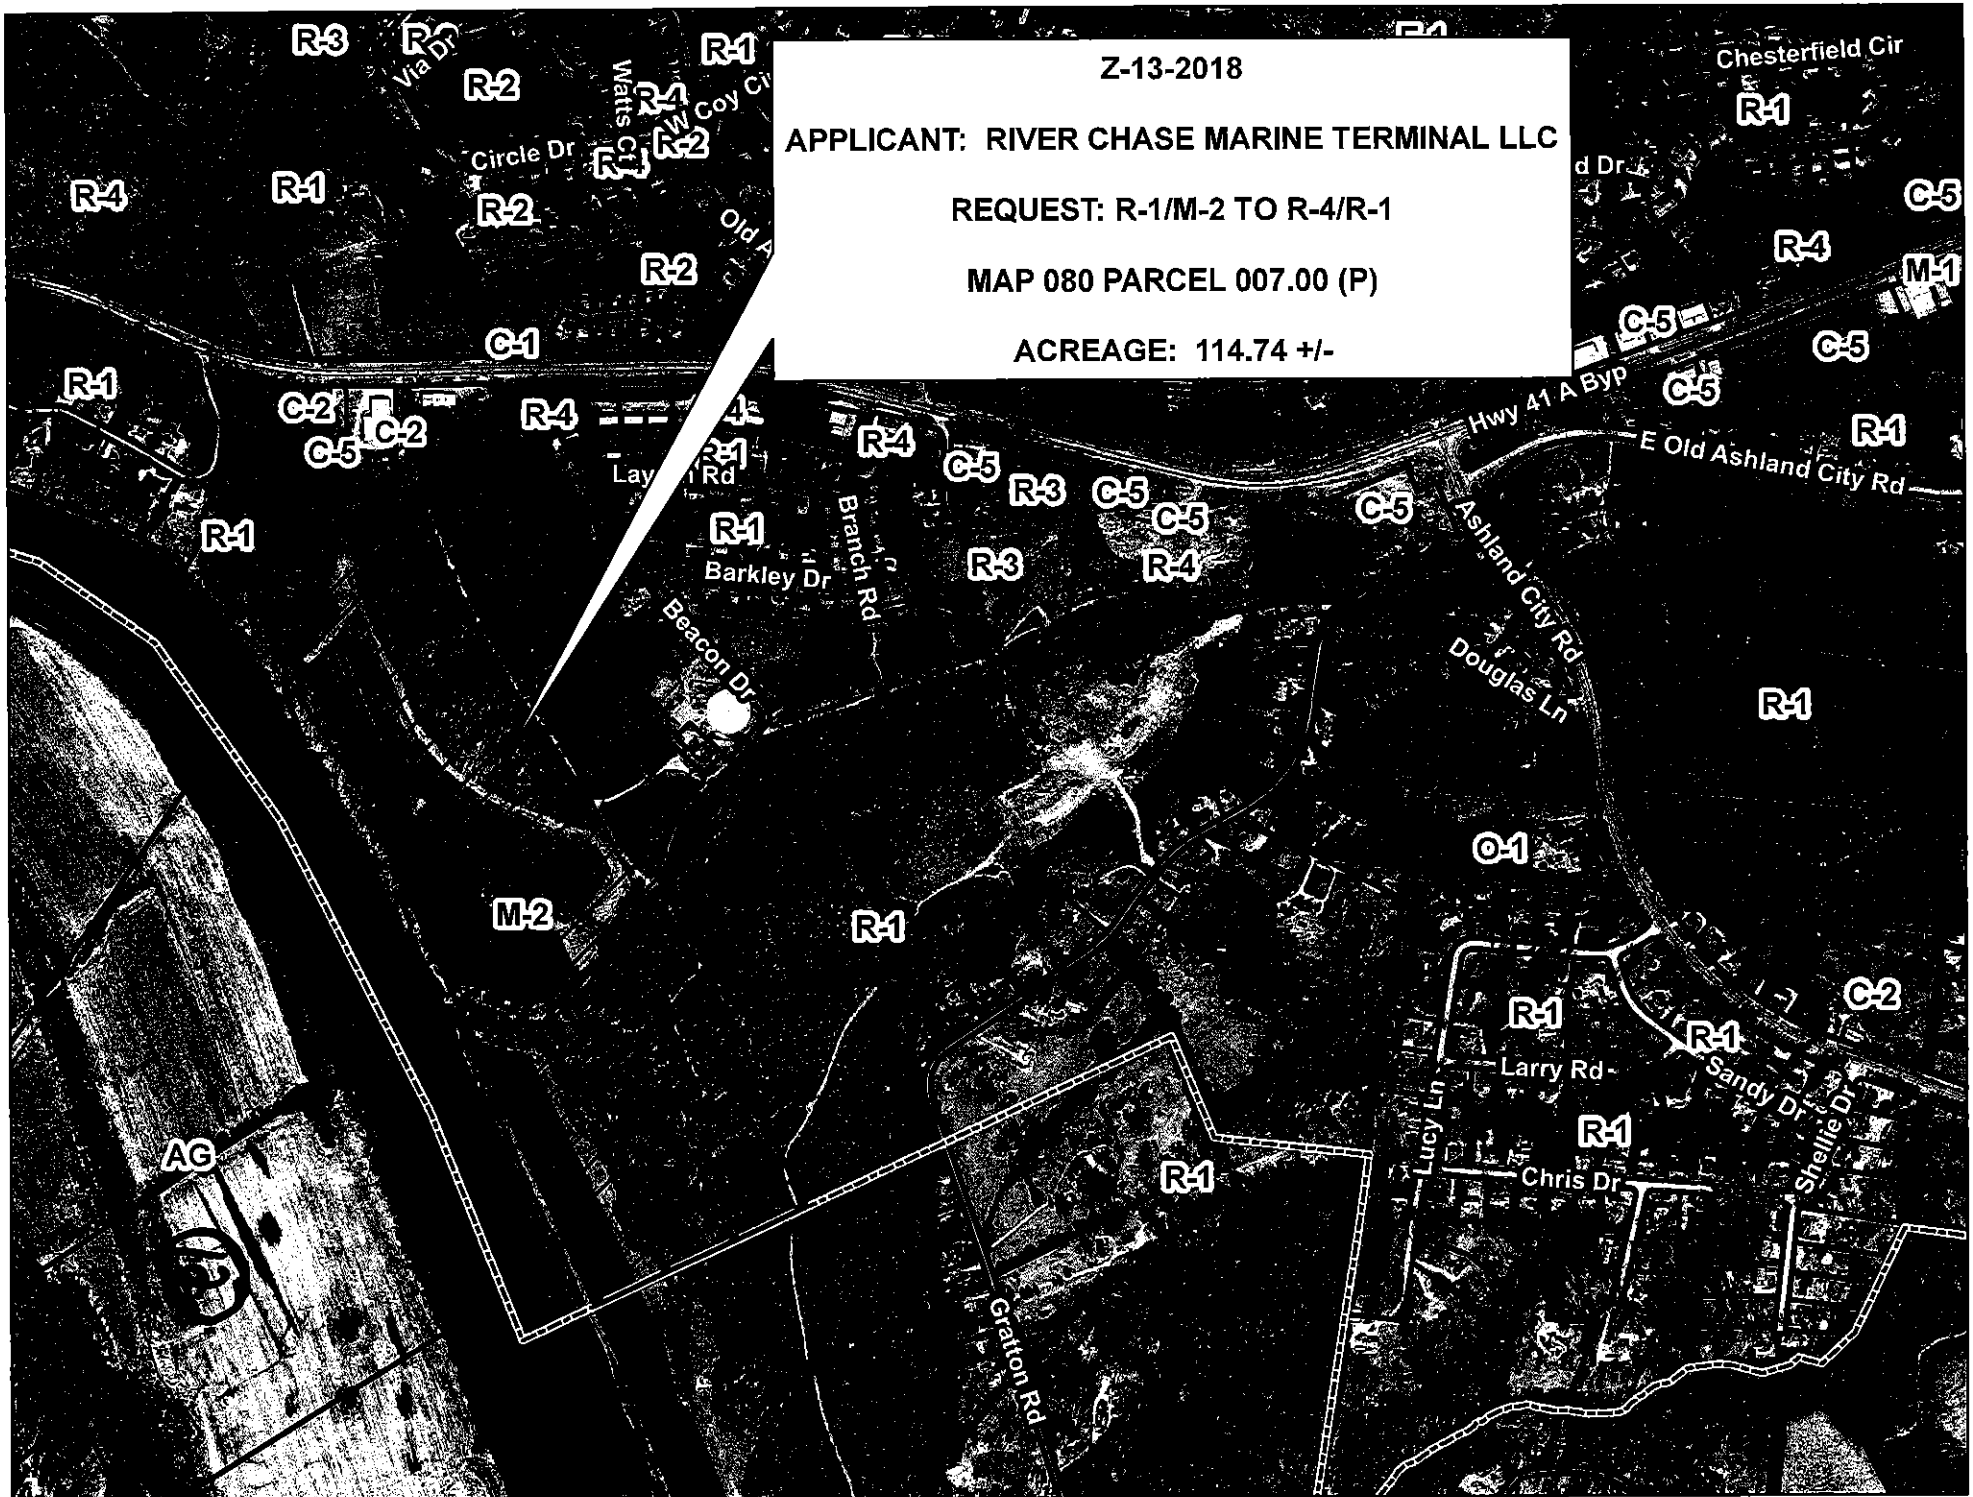 Z-13-2018
APPLICANT: RIVER CHASE MARINE TERMINAL LLC
REQUEST: R-1/M-2 TO R-4/R-1
MAP 080 PARCEL 007.00 (P)
ACREAGE: 114.74 +/-
R-3
Via Dr
R-2
R-1
Watts Ct
R-4
W Coy Ci
R-2
Circle Dr
R-4
R-1
R-2
Old A
R-2
Chesterfield Cir
R-1
d Dr
C-5
R-4
M-1
C-5
C-5
C-5
R-1
Hwy 41 A Byp
E Old Ashland City Rd
C-1
R-1
C-2
C-5
C-2
R-4
R-1
Rd
R-4
C-5
R-3
C-5
C-5
C-5
R-4
R-3
R-1
R-1
Barkley Dr
Branch Rd
Beacon Dr
Ashland City Rd
Douglas Ln
R-1
O-1
M-2
R-1
C-2
R-1
R-1
Larry Rd
Sandy Dr
Lucy Ln
Shellie Dr
R-1
Chris Dr
R-1
AG
Gratton Rd